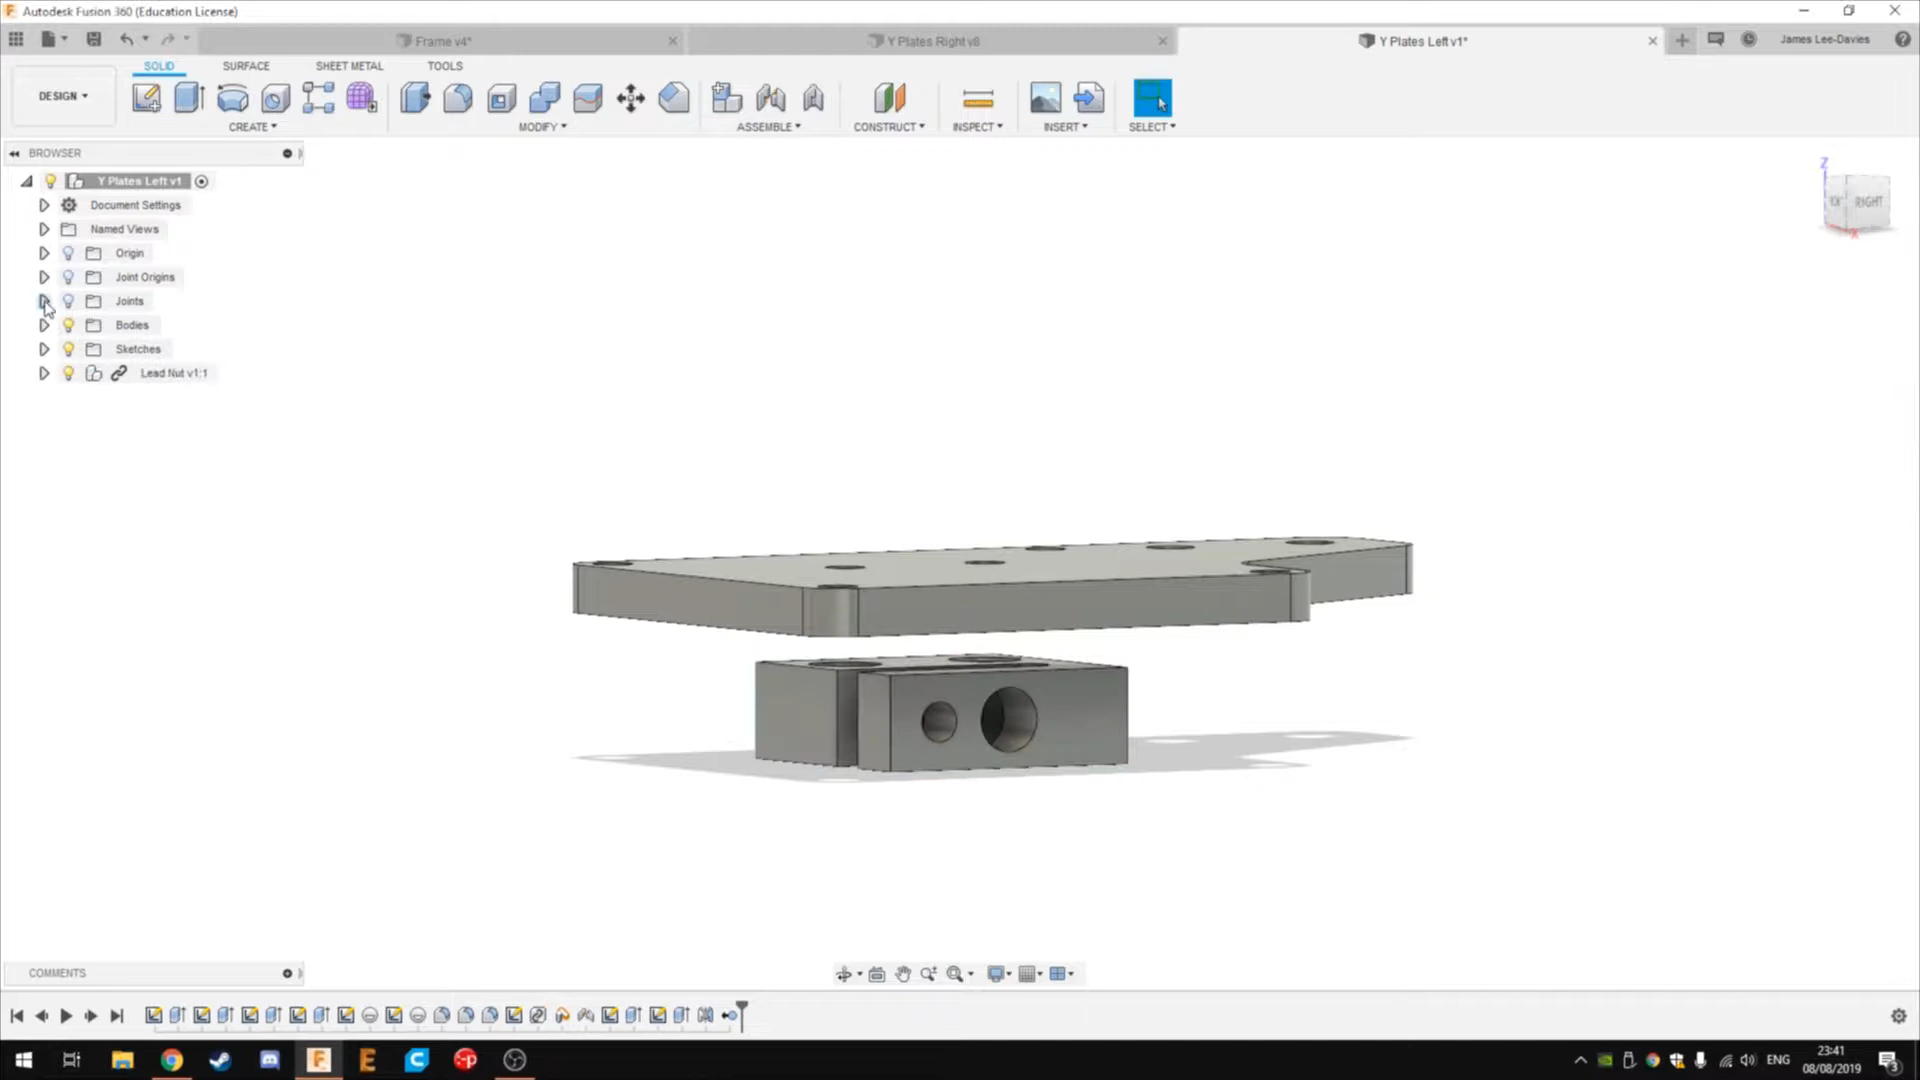 Autodesk Fusion 360 (Education License)
Frame v4*
Y Plates Right v8
Y Plates Left v1*
James Lee-Davies
SOLID
SURFACE
SHEET METAL
TOOLS
DESIGN
CREATE
MODIFY
ASSEMBLE
CONSTRUCT
INSPECT
INSERT
SELECT
BROWSER
Y Plates Left v1
Document Settings
Named Views
Origin
Joint Origins
Joints
Bodies
Sketches
Lead Nut v1:1
Z
RIGHT
X
COMMENTS
ENG
23:41
08/08/2019
3